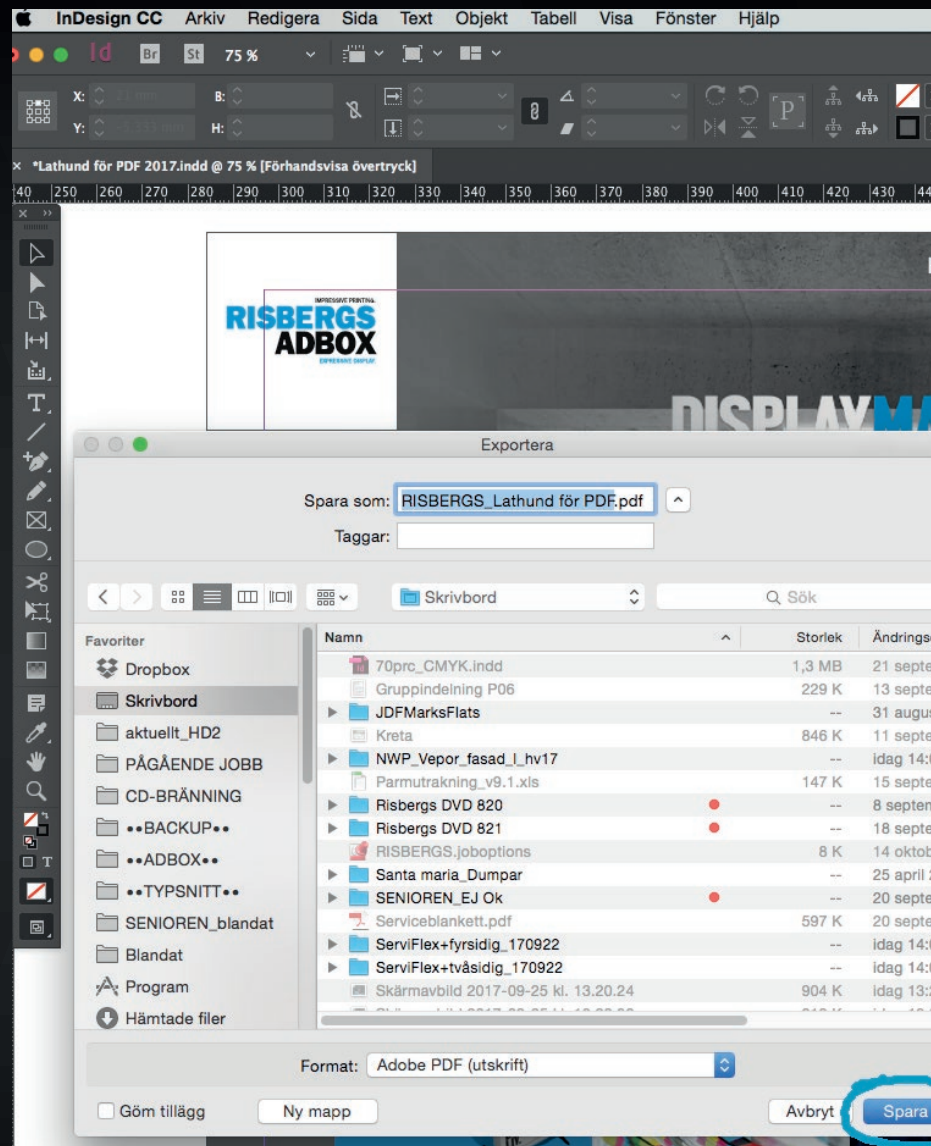 InDesign CC Arkiv Redigera Sida Text Objekt Tabell Visa Fönster Hjälp
Id Br St 75 %
X: B:
Y: H:
P
× *Lathund för PDF 2017.indd @ 75 % [Förhandsvisa övertryck]
40 250 260 270 280 290 300 310 320 330 340 350 360 370 380 390 400 410 420 430 44
IMPRESSIVE PRINTING.
RISBERGS
ADBOX
EXPRESSIVE DISPLAY.
DISPLAYMA
Exportera
Spara som: RISBERGS_Lathund för PDF.pdf
Taggar:
Skrivbord Sök
Favoriter
Dropbox
Skrivbord
aktuellt_HD2
PÅGÅENDE JOBB
CD-BRÄNNING
••BACKUP••
••ADBOX••
••TYPSNITT••
SENIOREN_blandat
Blandat
Program
Hämtade filer
Namn Storlek Ändrings
70prc_CMYK.indd 1,3 MB 21 septe
Gruppindelning P06 229 K 13 septe
JDFMarksFlats -- 31 augus
Kreta 846 K 11 septe
NWP_Vepor_fasad_l_hv17 -- idag 14:
Parmutrakning_v9.1.xls 147 K 15 septe
Risbergs DVD 820 -- 8 septem
Risbergs DVD 821 -- 18 septe
RISBERGS.joboptions 8 K 14 oktob
Santa maria_Dumpar -- 25 april
SENIOREN_EJ Ok -- 20 septe
Serviceblankett.pdf 597 K 20 septe
ServiFlex+fyrsidig_170922 -- idag 14:
ServiFlex+tvåsidig_170922 -- idag 14:
Skärmavbild 2017-09-25 kl. 13.20.24 904 K idag 13:
Format: Adobe PDF (utskrift)
Göm tillägg Ny mapp Avbryt Spara